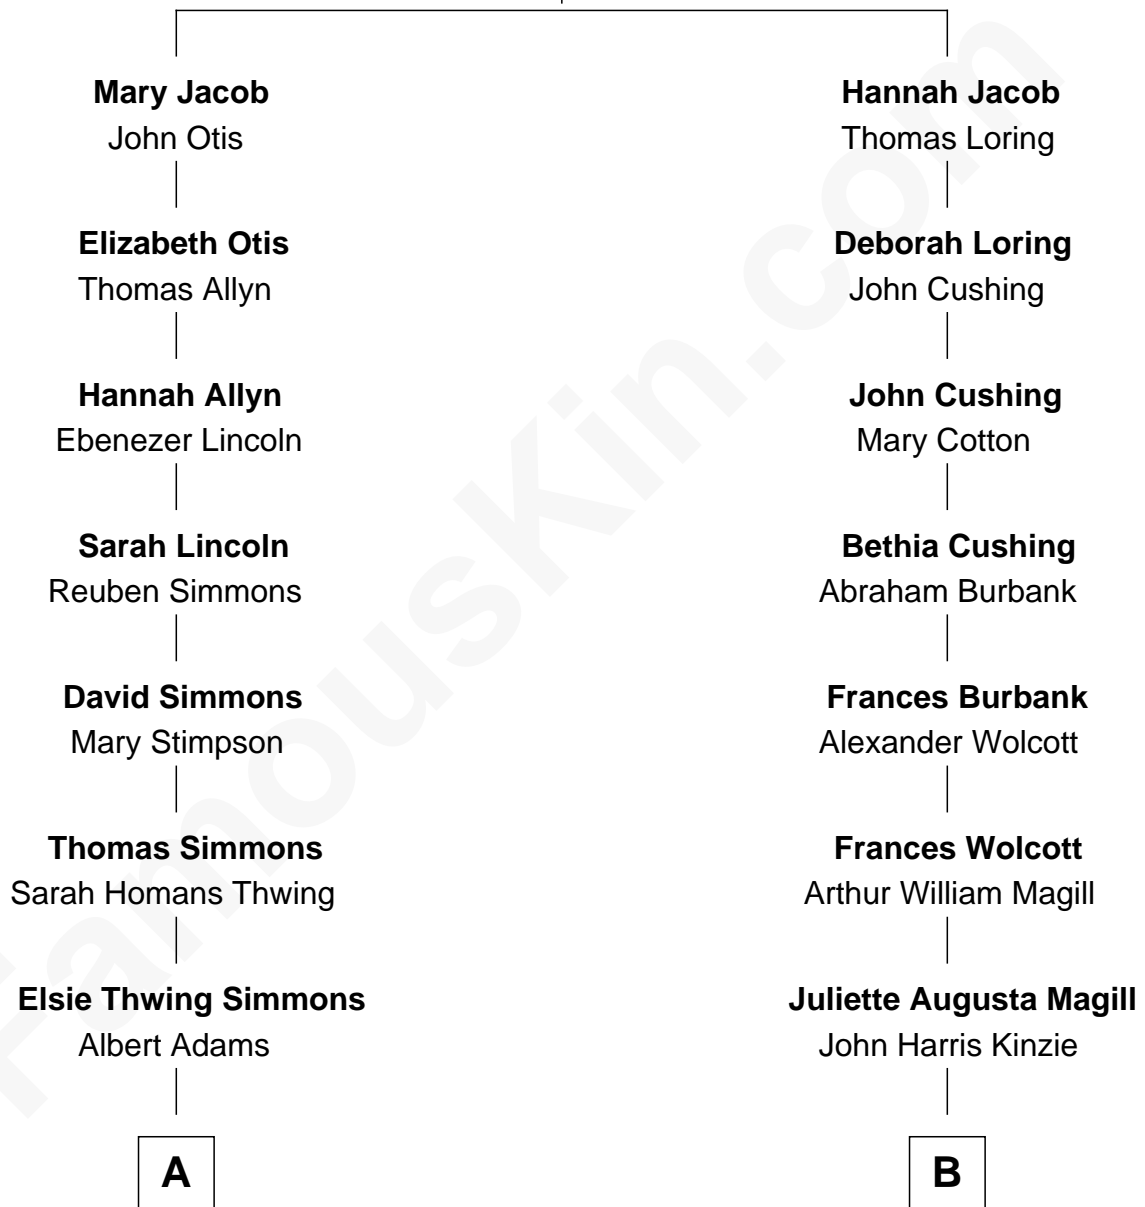 Mary Jacob
John Otis
Elizabeth Otis
Thomas Allyn
Hannah Allyn
Ebenezer Lincoln
Sarah Lincoln
Reuben Simmons
David Simmons
Mary Stimpson
Thomas Simmons
Sarah Homans Thwing
Elsie Thwing Simmons
Albert Adams
A
Hannah Jacob
Thomas Loring
Deborah Loring
John Cushing
John Cushing
Mary Cotton
Bethia Cushing
Abraham Burbank
Frances Burbank
Alexander Wolcott
Frances Wolcott
Arthur William Magill
Juliette Augusta Magill
John Harris Kinzie
B
FamousKin.com